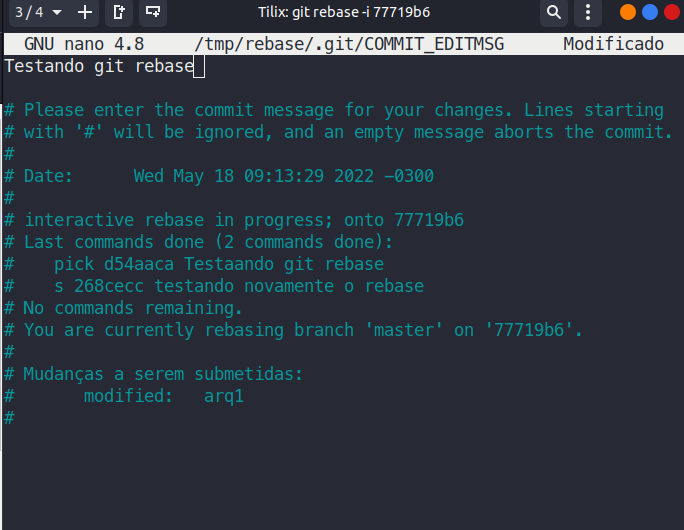 3 / 4 Tilix: git rebase -i 77719b6
GNU nano 4.8 /tmp/rebase/.git/COMMIT_EDITMSG Modificado
Testando git rebase
# Please enter the commit message for your changes. Lines starting
# with '#' will be ignored, and an empty message aborts the commit.
#
# Date:      Wed May 18 09:13:29 2022 -0300
#
# interactive rebase in progress; onto 77719b6
# Last commands done (2 commands done):
#    pick d54aaca Testaando git rebase
#    s 268cecc testando novamente o rebase
# No commands remaining.
# You are currently rebasing branch 'master' on '77719b6'.
#
# Mudanças a serem submetidas:
#       modified:   arq1
#